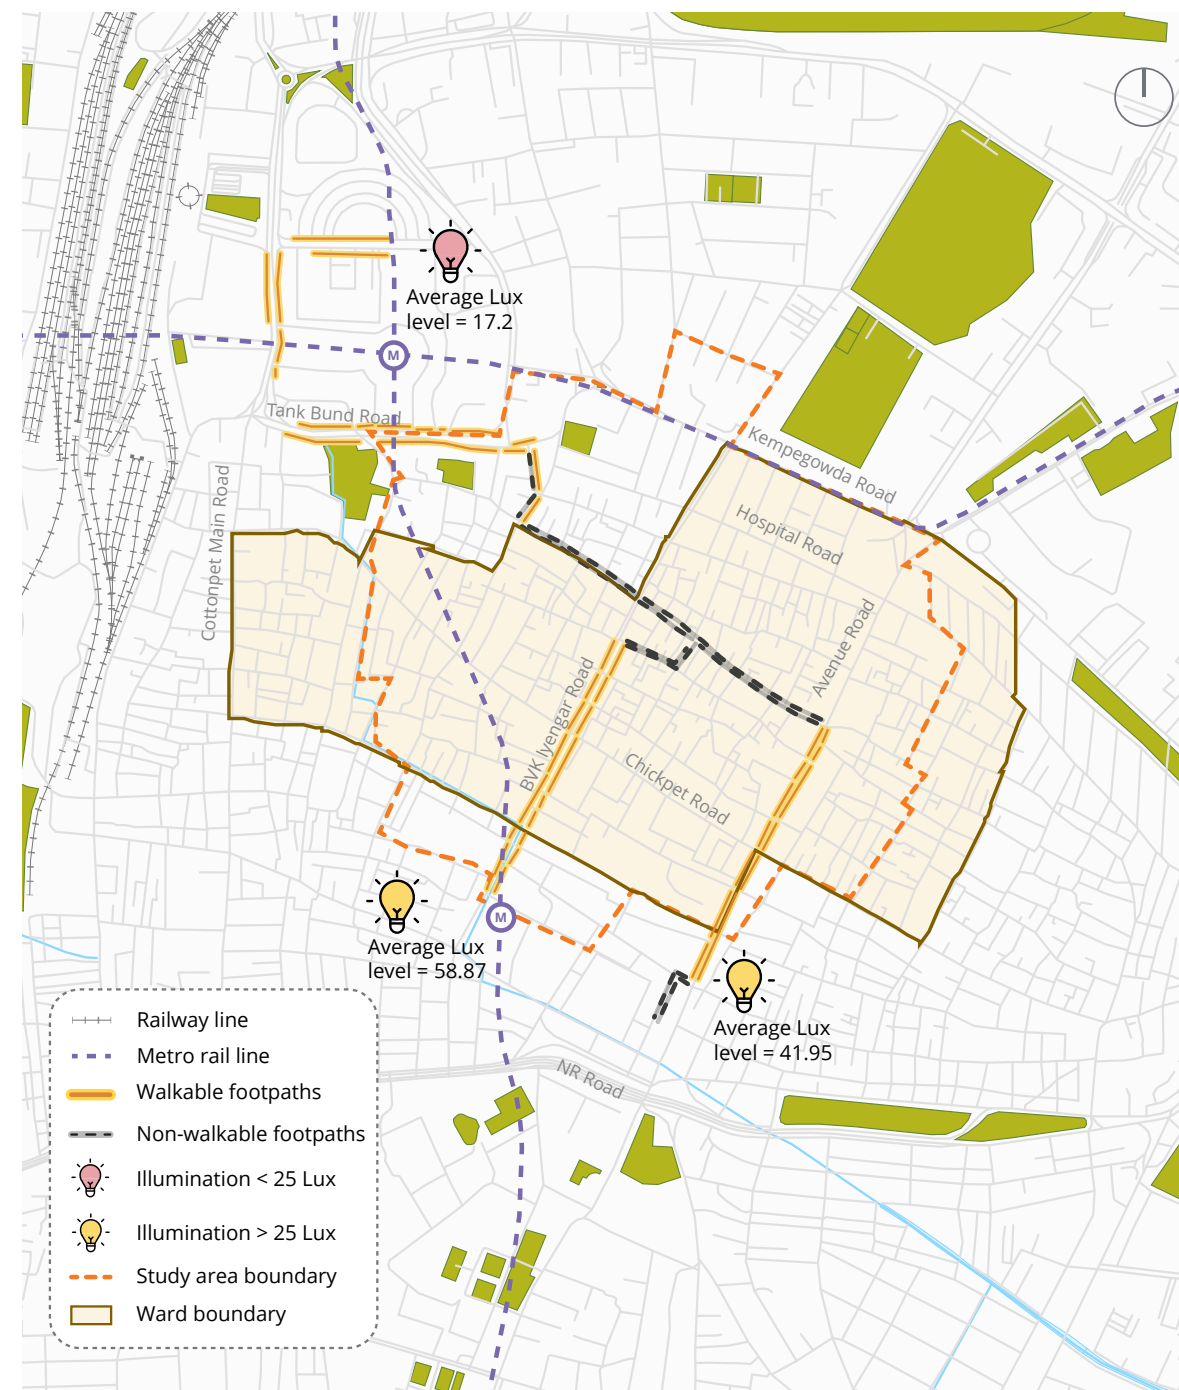 Average Lux
level = 17.2
M
Tank Bund Road
Kempegowda Road
Cottonpet Main Road
Hospital Road
Avenue Road
BVK Iyengar Road
Chickpet Road
M
Average Lux
level = 58.87
Average Lux
level = 41.95
NR Road
Railway line
Metro rail line
Walkable footpaths
Non-walkable footpaths
Illumination < 25 Lux
Illumination > 25 Lux
Study area boundary
Ward boundary